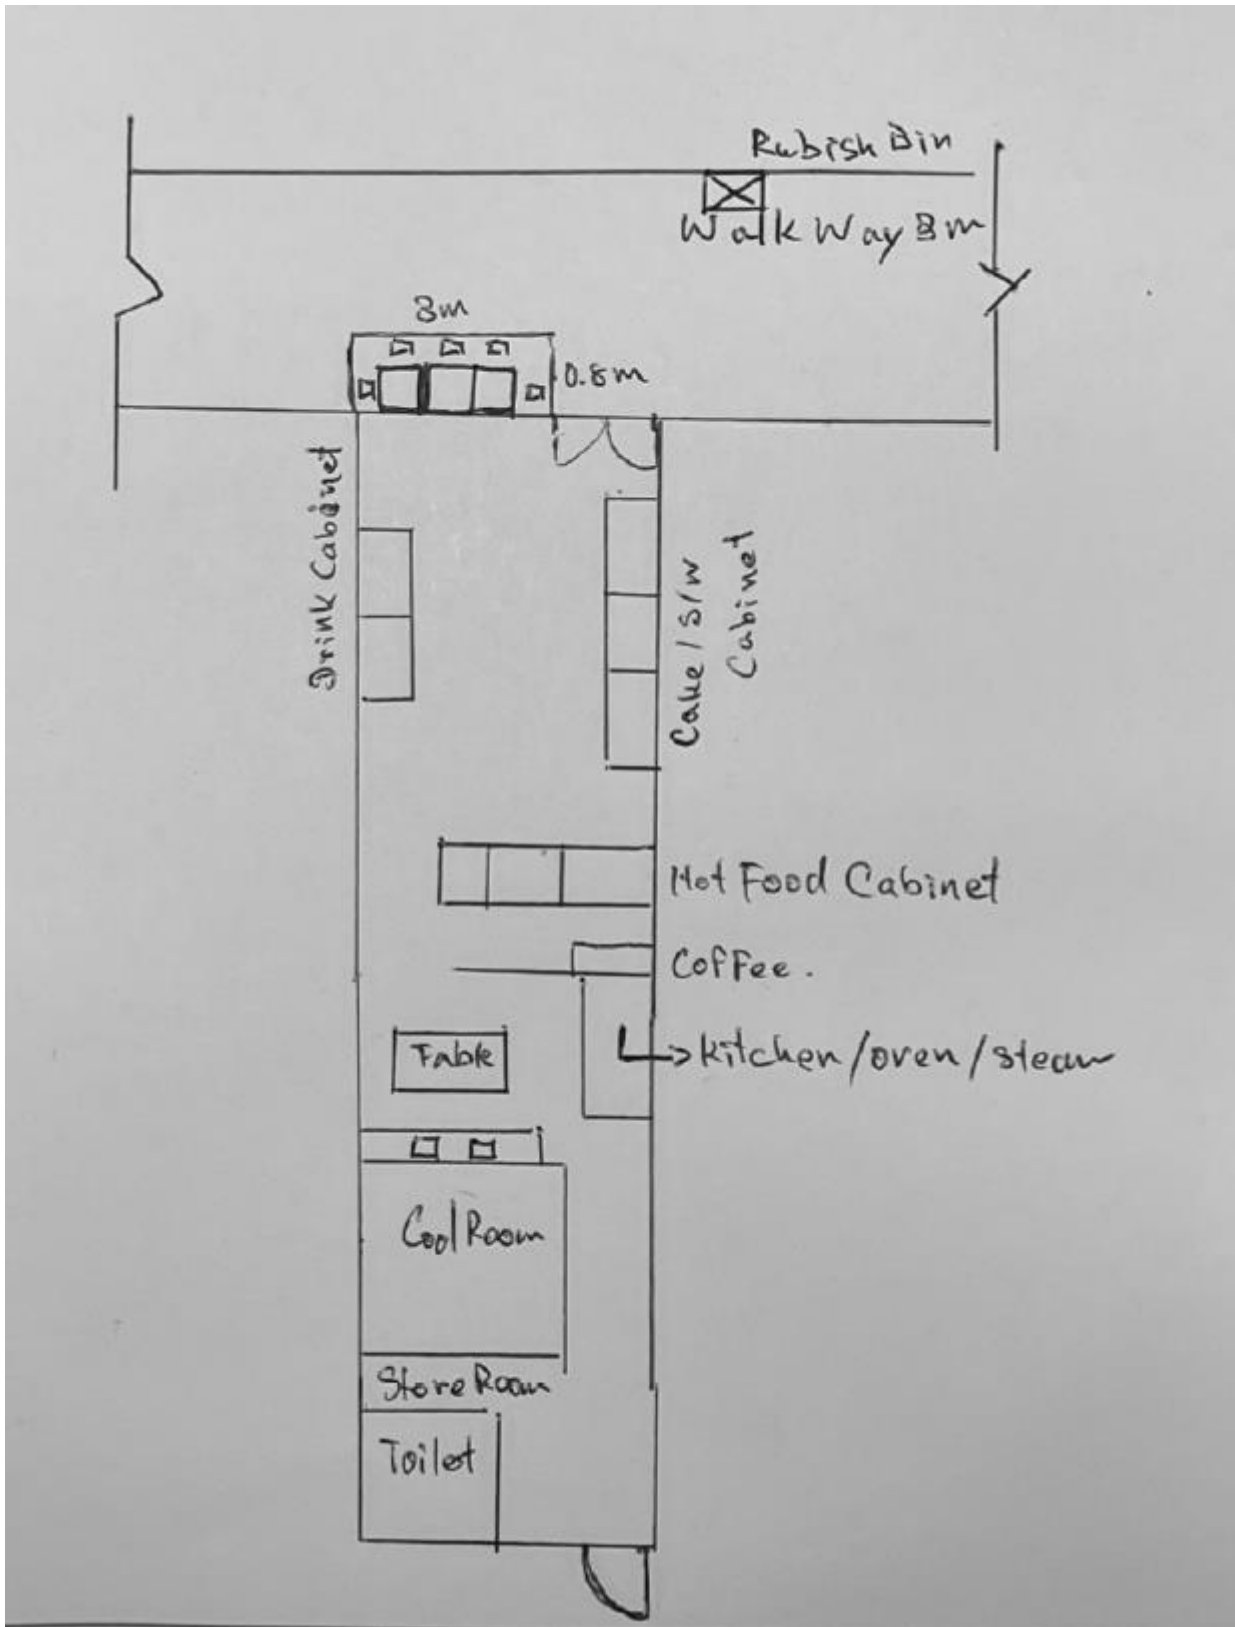 Rubish Bin
Walk Way 3m
3m
0.8m
Drink Cabinet
Cake / S/W
Cabinet
Hot Food Cabinet
Coffee.
Table
kitchen/oven/steam
Cool Room
Store Room
Toilet